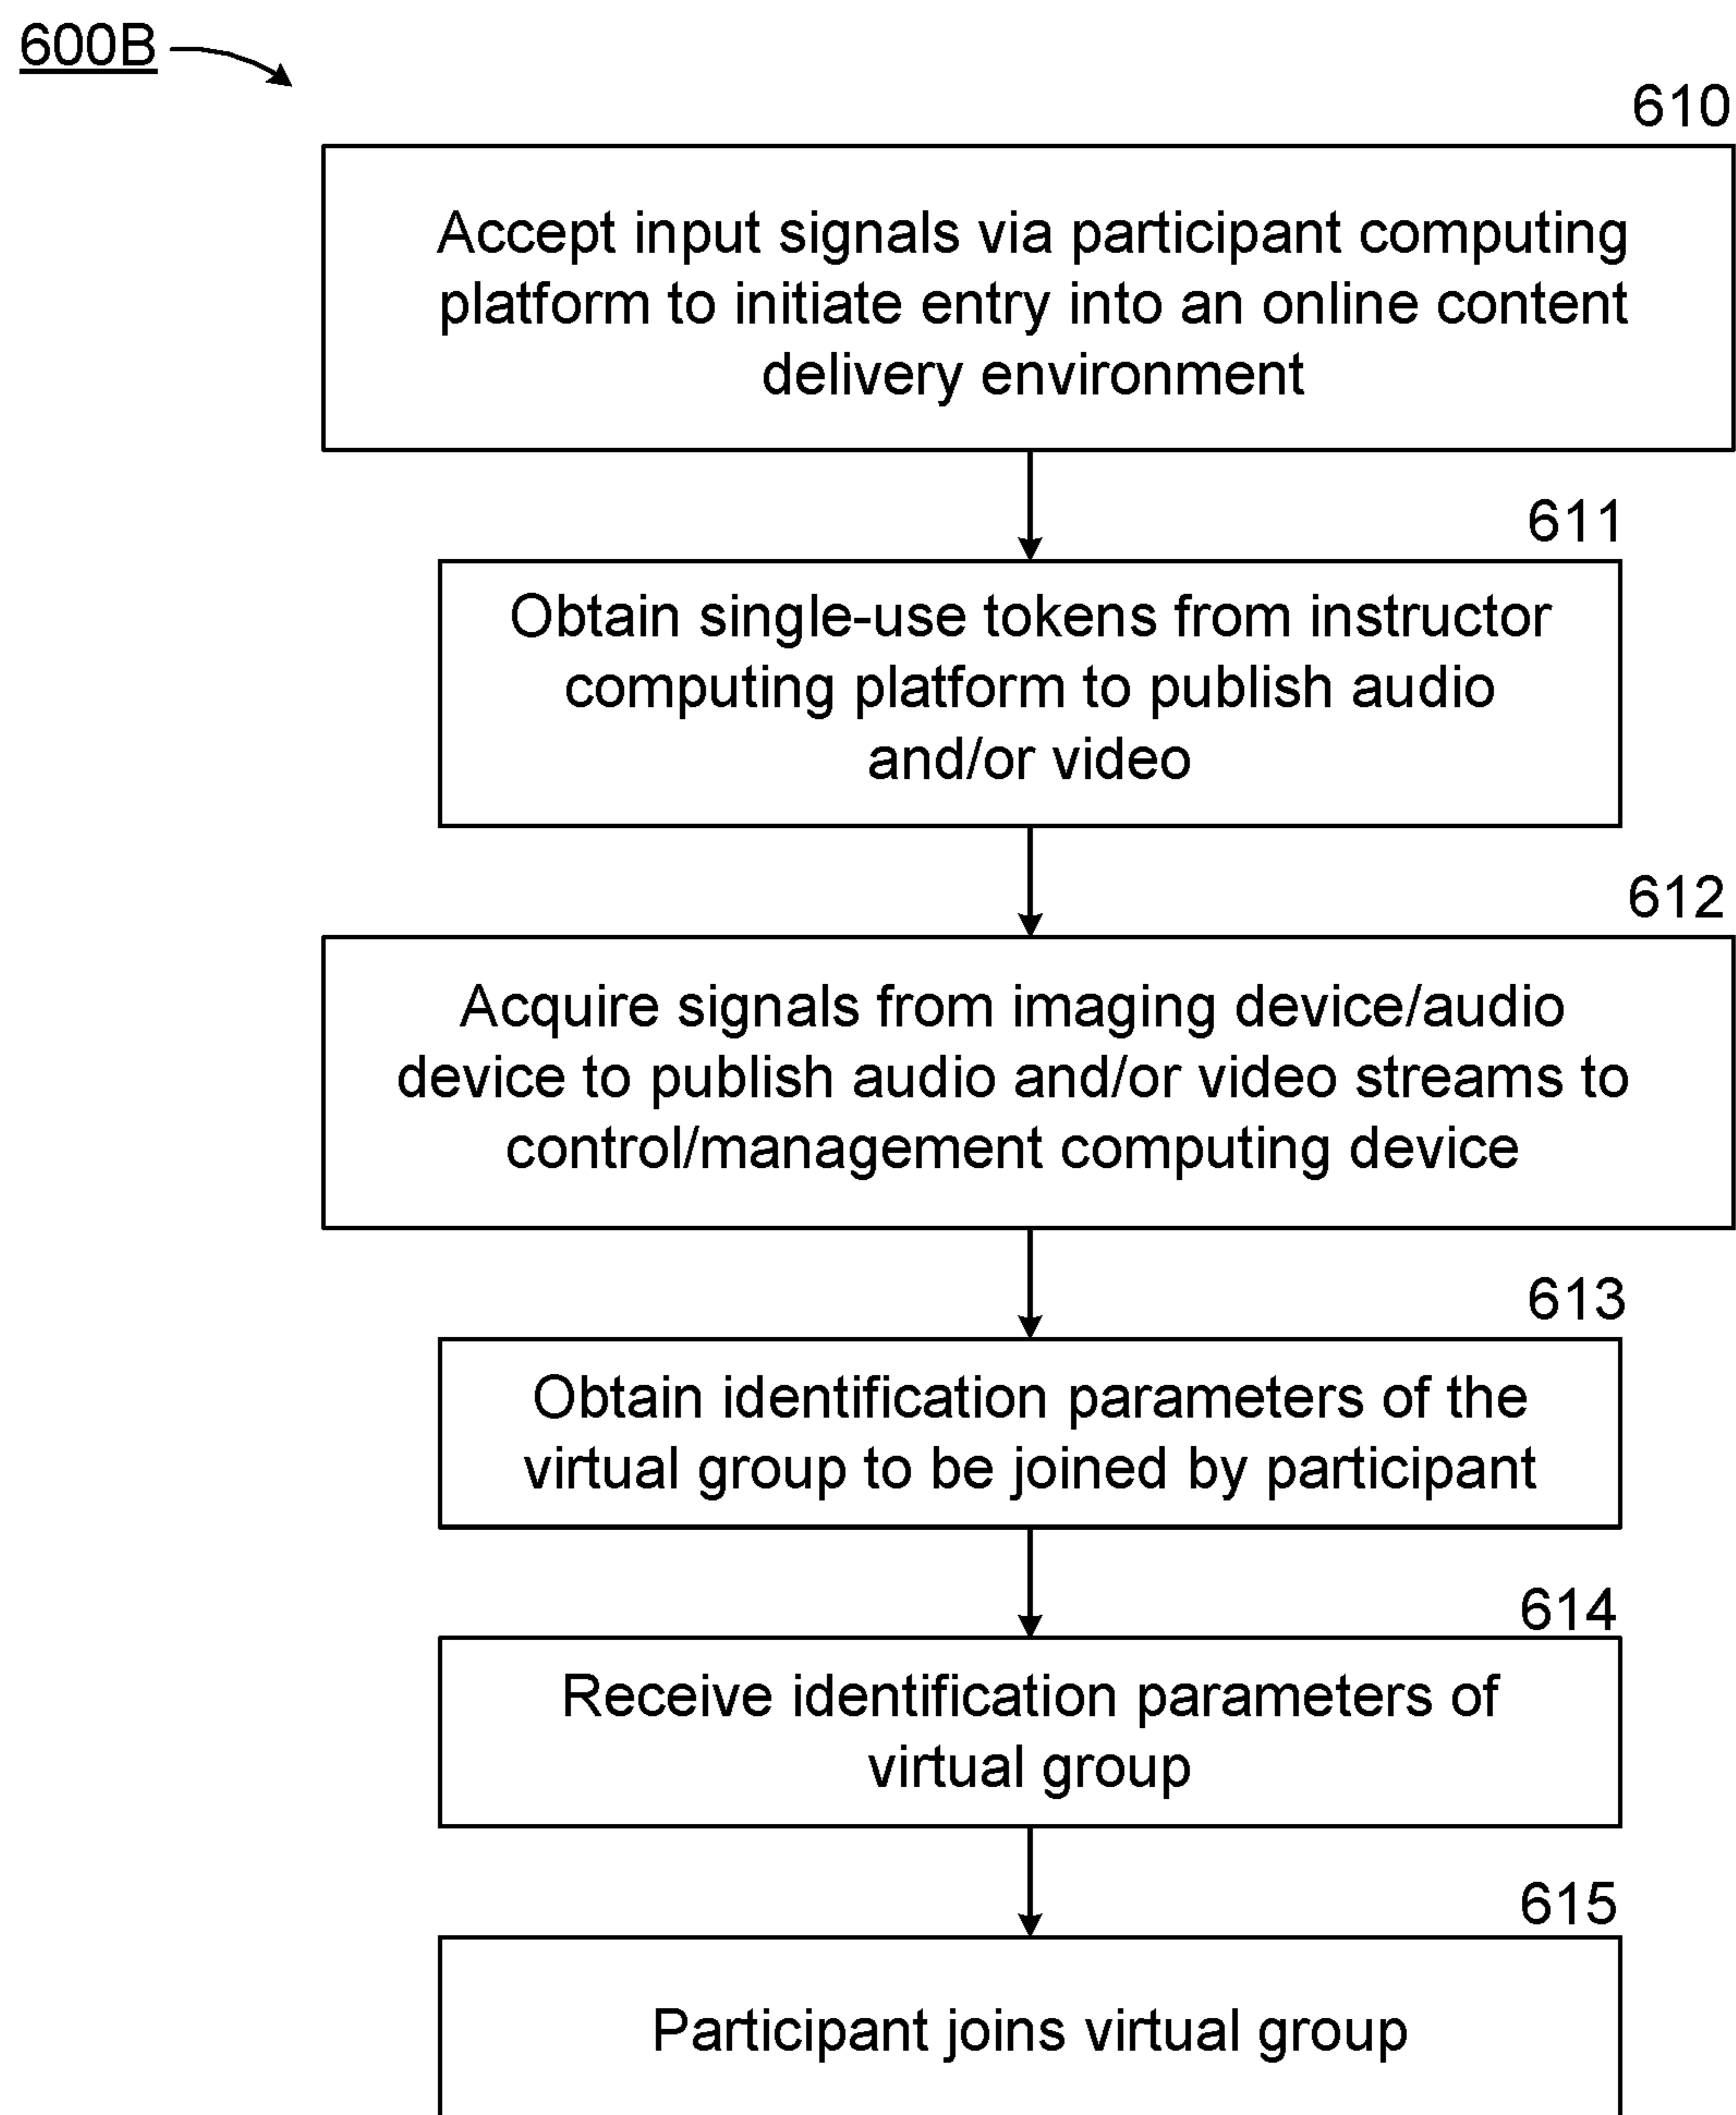 600B
610
Accept input signals via participant computing
platform to initiate entry into an online content
delivery environment
611
Obtain single-use tokens from instructor
computing platform to publish audio
and/or video
612
Acquire signals from imaging device/audio
device to publish audio and/or video streams to
control/management computing device
613
Obtain identification parameters of the
virtual group to be joined by participant
614
Receive identification parameters of
virtual group
615
Participant joins virtual group